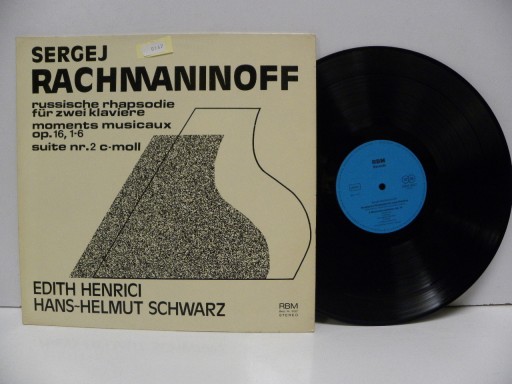 SERGEJ
RACHMANINOFF
russische rhapsodie
für zwei klaviere
moments musicaux
op.16, 1-6
suite nr.2 c-moll
EDITH HENRICI
HANS-HELMUT SCHWARZ
RBM
STEREO
RBM